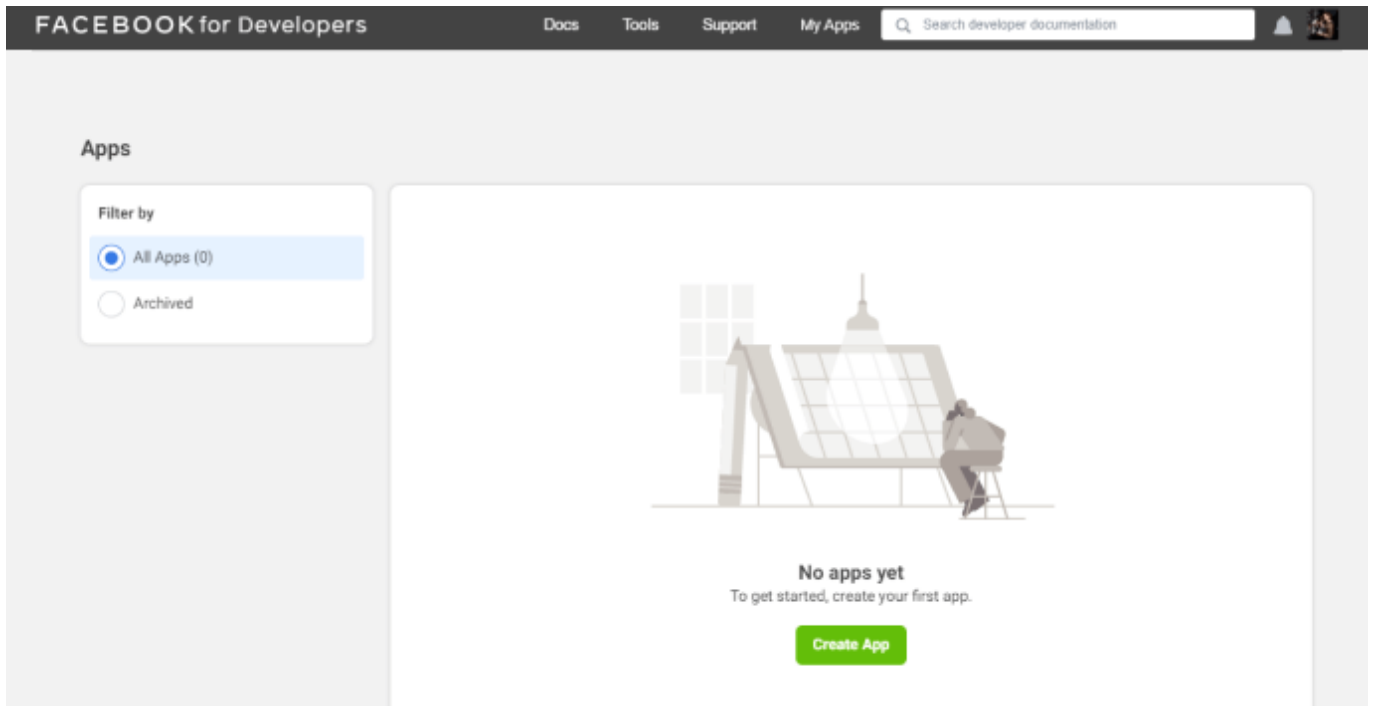 FACEBOOK for Developers
Docs
Tools
Support
My Apps
Search developer documentation
Apps
Filter by
All Apps (0)
Archived
No apps yet
To get started, create your first app.
Create App